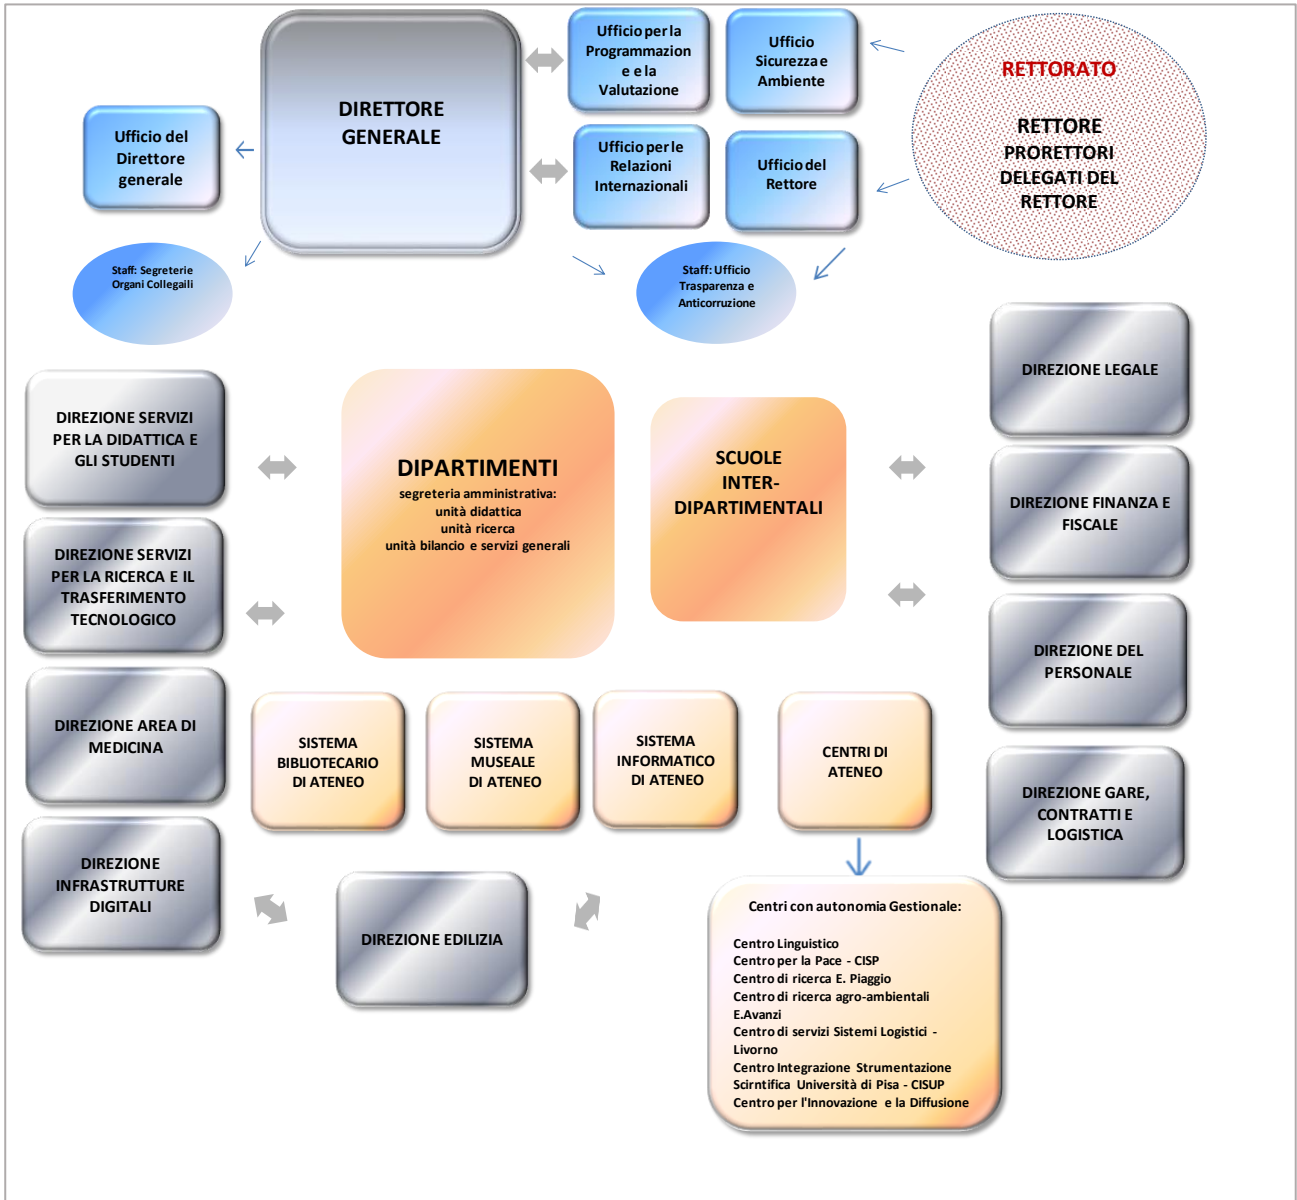 DIRETTORE
GENERALE
Ufficio per la
Programmazion
e e la
Valutazione
Ufficio
Sicurezza e
Ambiente
RETTORATO
RETTORE
PRORETTORI
DELEGATI DEL
RETTORE
Ufficio del
Direttore
generale
Ufficio per le
Relazioni
Internazionali
Ufficio del
Rettore
Staff: Segreterie
Organi Collegaili
Staff: Ufficio
Trasparenza e
Anticorruzione
DIREZIONE SERVIZI
PER LA DIDATTICA E
GLI STUDENTI
DIPARTIMENTI
segreteria amministrativa:
unità didattica
unità ricerca
unità bilancio e servizi generali
SCUOLE
INTER-
DIPARTIMENTALI
DIREZIONE LEGALE
DIREZIONE FINANZA E
FISCALE
DIREZIONE SERVIZI
PER LA RICERCA E IL
TRASFERIMENTO
TECNOLOGICO
DIREZIONE DEL
PERSONALE
DIREZIONE AREA DI
MEDICINA
SISTEMA
BIBLIOTECARIO
DI ATENEO
SISTEMA
MUSEALE
DI ATENEO
SISTEMA
INFORMATICO
DI ATENEO
CENTRI DI
ATENEO
DIREZIONE GARE,
CONTRATTI E
LOGISTICA
DIREZIONE
INFRASTRUTTURE
DIGITALI
DIREZIONE EDILIZIA
Centri con autonomia Gestionale:
Centro Linguistico
Centro per la Pace - CISP
Centro di ricerca E. Piaggio
Centro di ricerca agro-ambientali
E.Avanzi
Centro di servizi Sistemi Logistici -
Livorno
Centro Integrazione Strumentazione
Scirntifica Università di Pisa - CISUP
Centro per l'Innovazione e la Diffusione